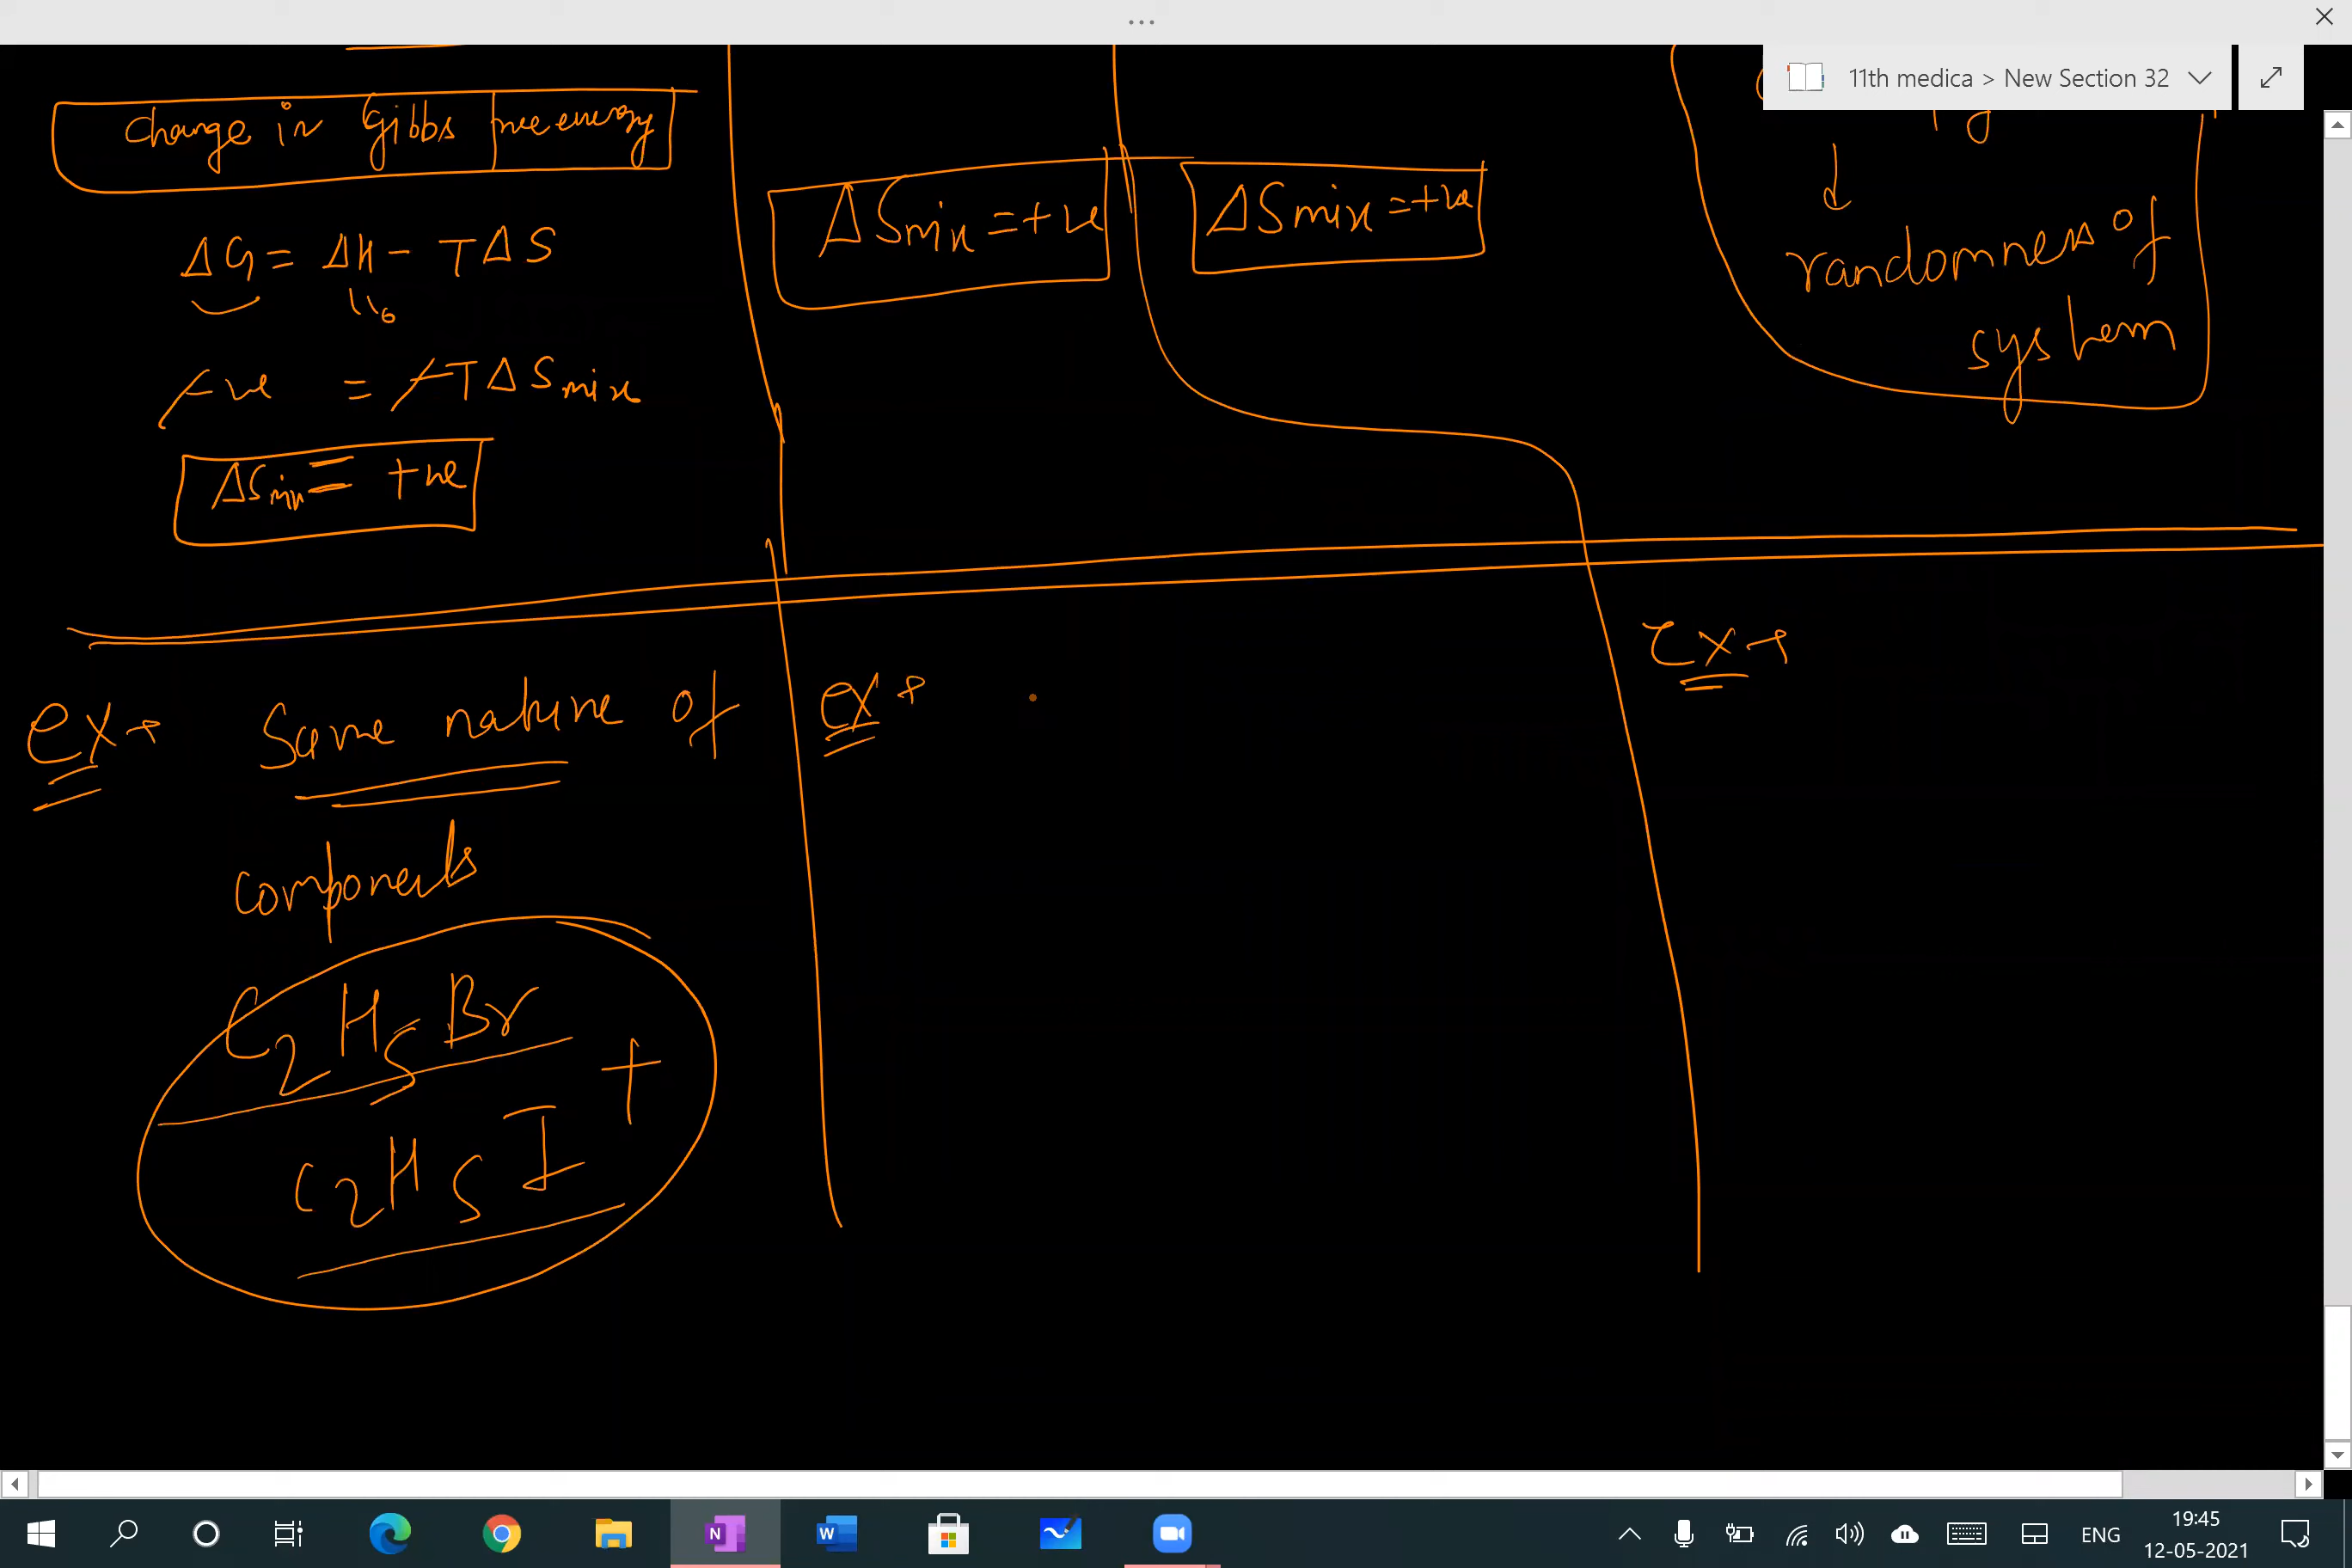 ...
11th medica > New Section 32
Change in Gibbs free energy
ΔG = ΔH - TΔS
0
-ve = -TΔSmix
ΔSmix = +ve
ΔSmix = +ve
ΔSmix = +ve
randomness of
system
ex→ Same nature of
components
C2H5Br +
C2H5I
ex→
Ex→
N
W
ENG
19:45
12-05-2021